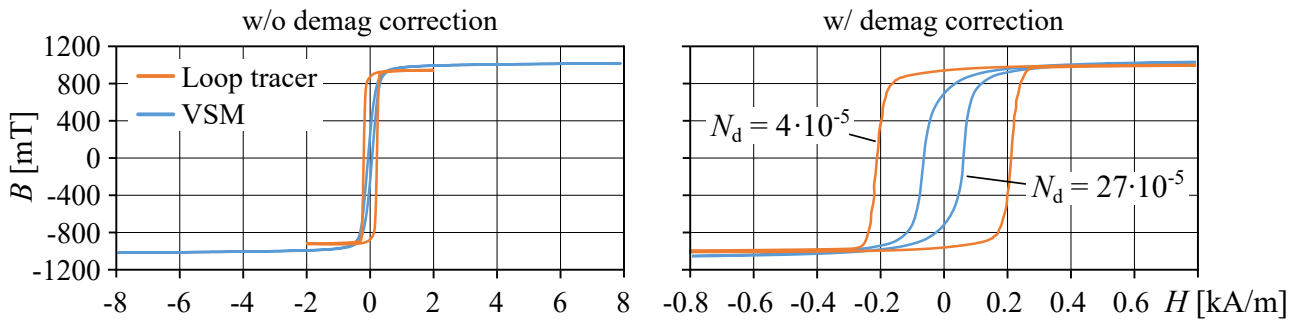 w/o demag correction
w/ demag correction
1200
800
400
0
-400
-800
-1200
B [mT]
Loop tracer
VSM
-8 -6 -4 -2 0 2 4 6 8
N_d = 4·10^-5
N_d = 27·10^-5
-0.8 -0.6 -0.4 -0.2 0 0.2 0.4 0.6 H [kA/m]